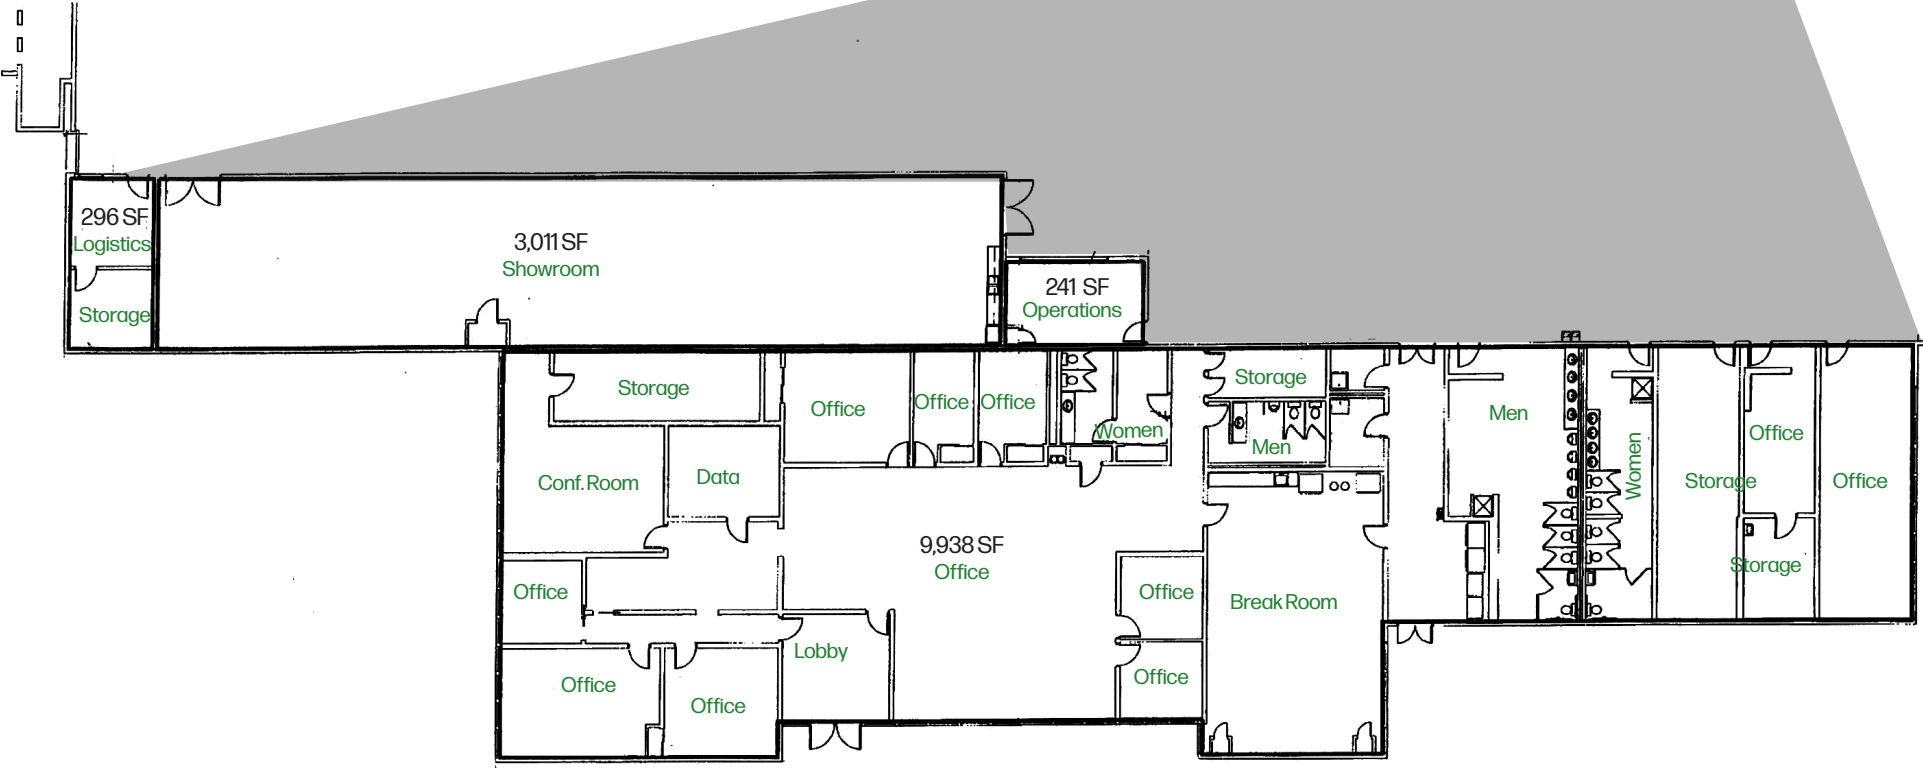 296 SF
Logistics
Storage
3,011 SF
Showroom
241 SF
Operations
Storage
Office
Office
Office
Women
Storage
Men
Conf. Room
Data
9,938 SF
Office
Office
Office
Office
Lobby
Office
Office
Break Room
Men
Women
Storage
Office
Storage
Office